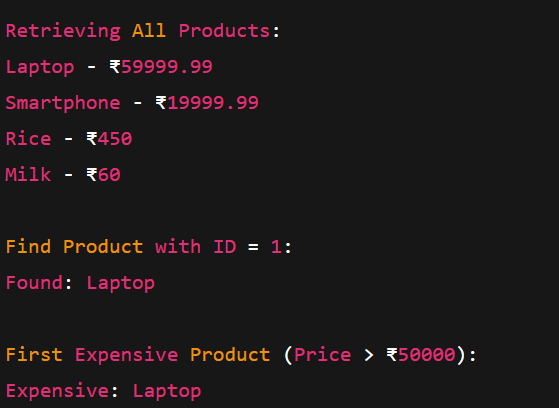 Retrieving All Products:
Laptop - ₹59999.99
Smartphone - ₹19999.99
Rice - ₹450
Milk - ₹60
Find Product with ID = 1:
Found: Laptop
First Expensive Product (Price > ₹50000):
Expensive: Laptop